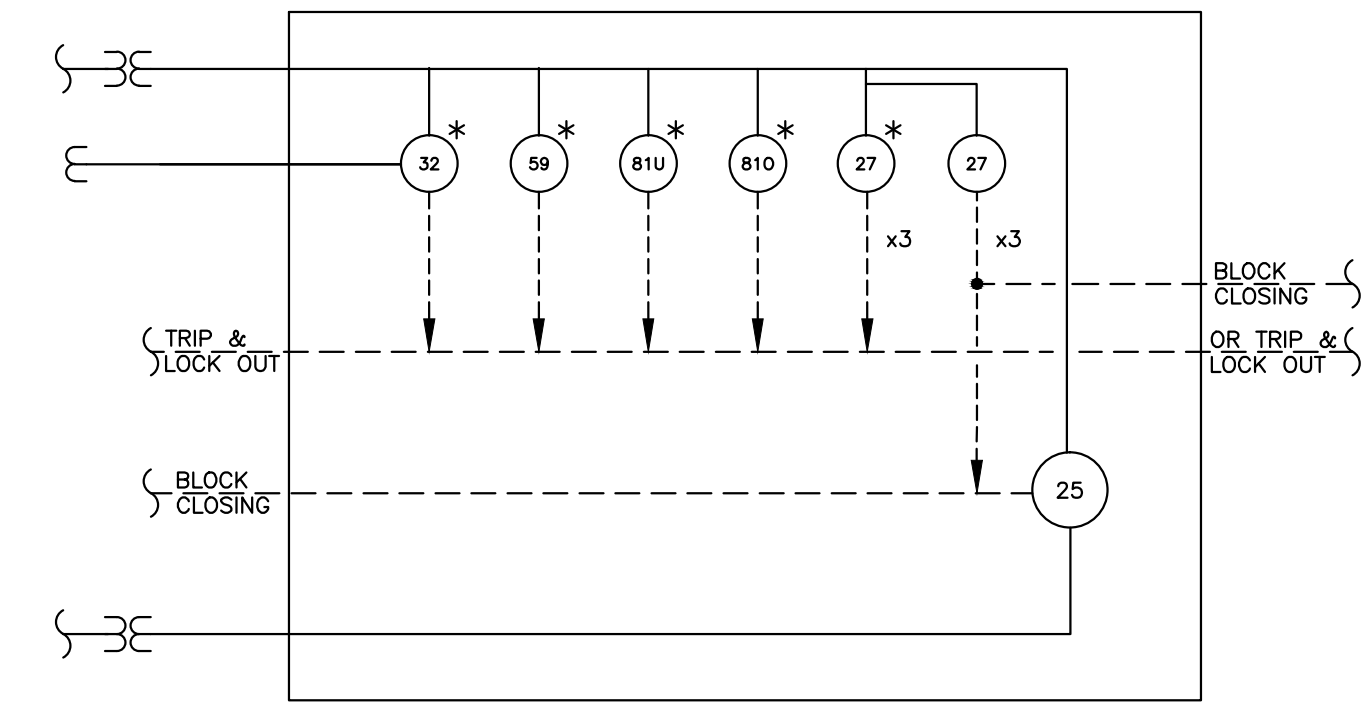 * * * * *
32 59 81U 81O 27 27
x3 x3
BLOCK
CLOSING
TRIP &
LOCK OUT
OR TRIP &
LOCK OUT
BLOCK
CLOSING
25